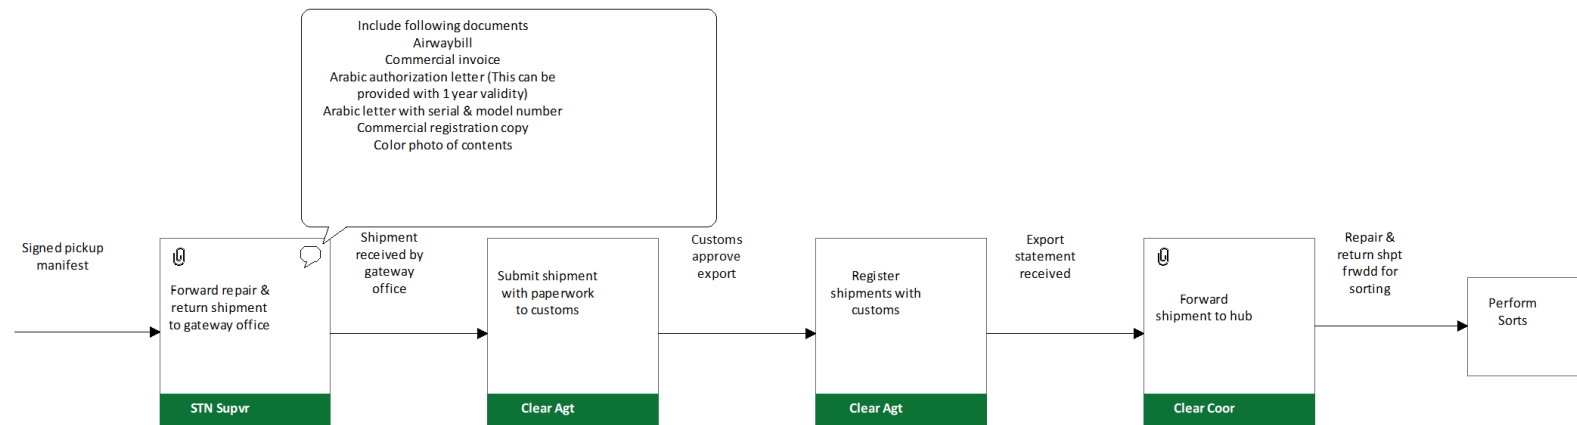 Include following documents
Airwaybill
Commercial invoice
Arabic authorization letter (This can be
provided with 1 year validity)
Arabic letter with serial & model number
Commercial registration copy
Color photo of contents
Signed pickup
manifest
Forward repair &
return shipment
to gateway office
STN Supvr
Shipment
received by
gateway
office
Submit shipment
with paperwork
to customs
Clear Agt
Customs
approve
export
Register
shipments with
customs
Clear Agt
Export
statement
received
Forward
shipment to hub
Clear Coor
Repair &
return shpt
frwdd for
sorting
Perform
Sorts